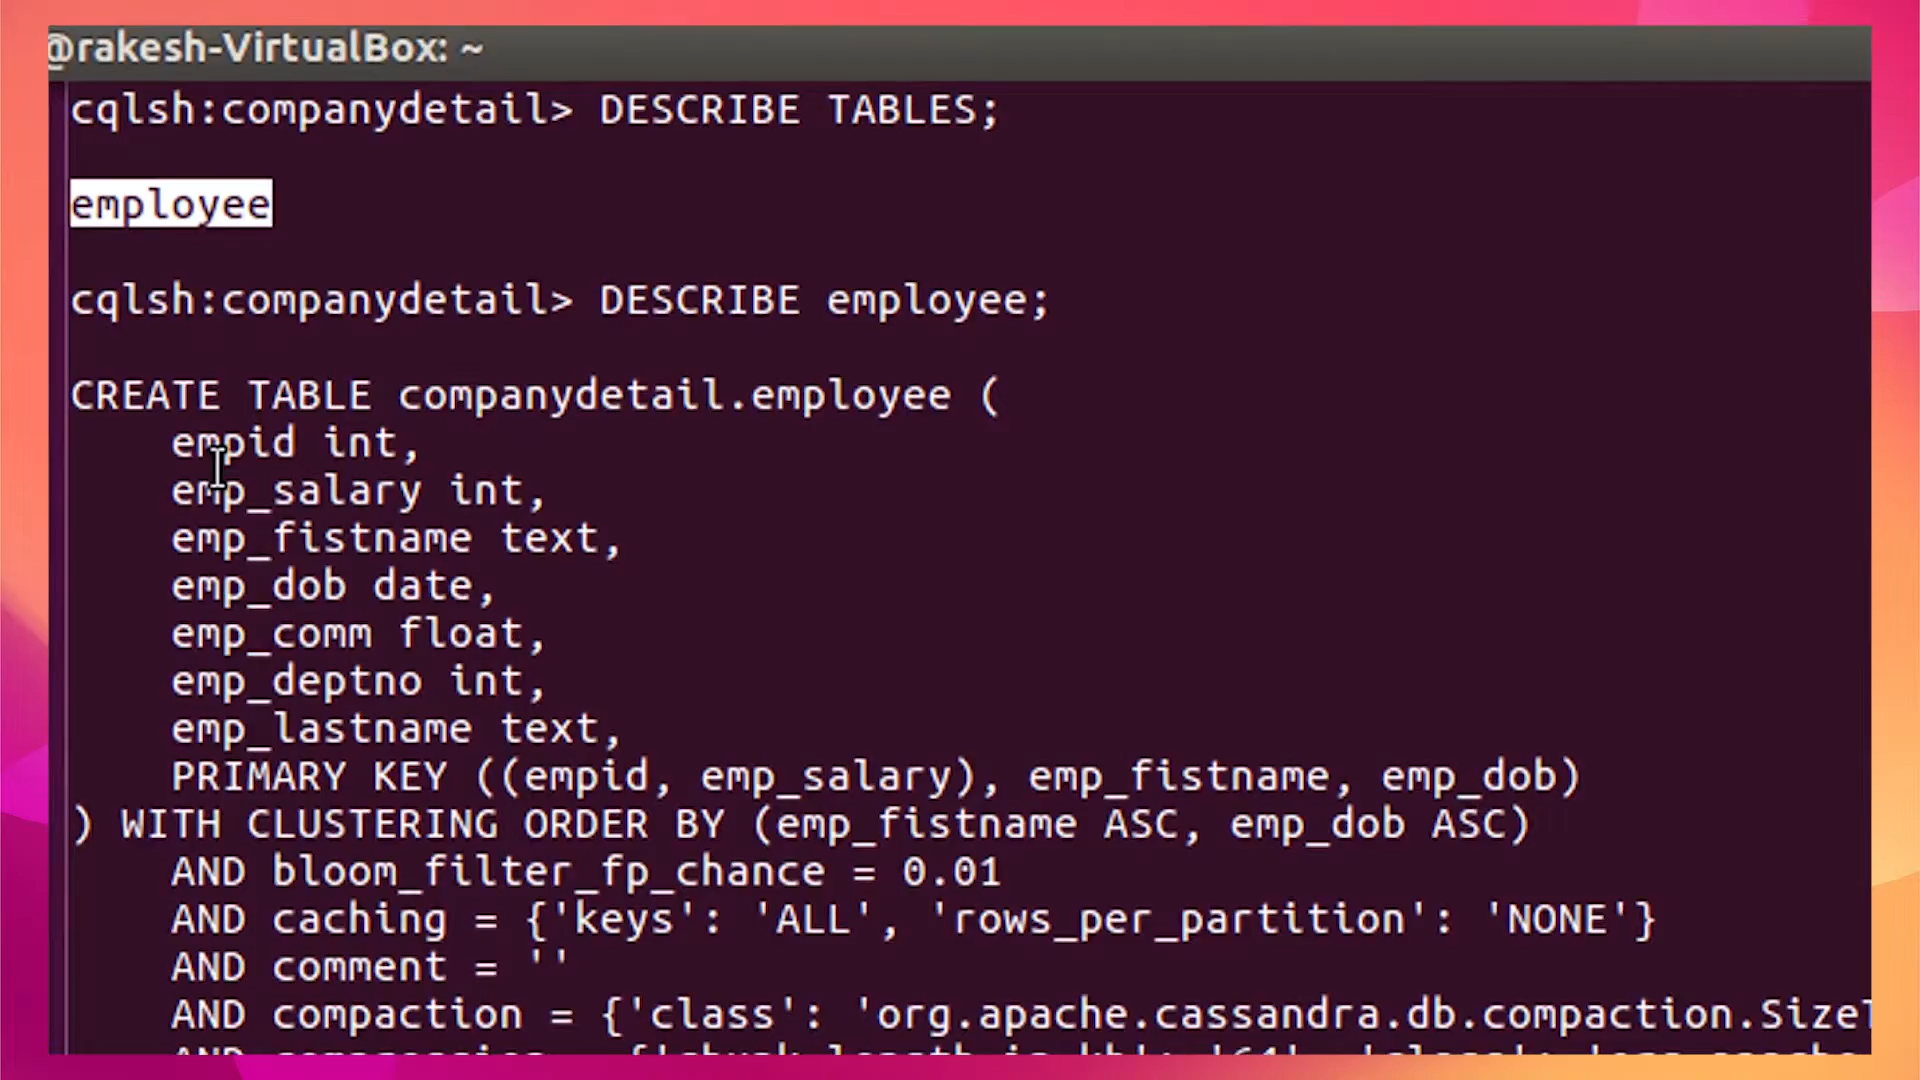 @rakesh-VirtualBox: ~
cqlsh:companydetail> DESCRIBE TABLES;
employee
cqlsh:companydetail> DESCRIBE employee;
CREATE TABLE companydetail.employee (
empid int,
emp_salary int,
emp_fistname text,
emp_dob date,
emp_comm float,
emp_deptno int,
emp_lastname text,
PRIMARY KEY ((empid, emp_salary), emp_fistname, emp_dob)
) WITH CLUSTERING ORDER BY (emp_fistname ASC, emp_dob ASC)
AND bloom_filter_fp_chance = 0.01
AND caching = {'keys': 'ALL', 'rows_per_partition': 'NONE'}
AND comment = ''
AND compaction = {'class': 'org.apache.cassandra.db.compaction.Size